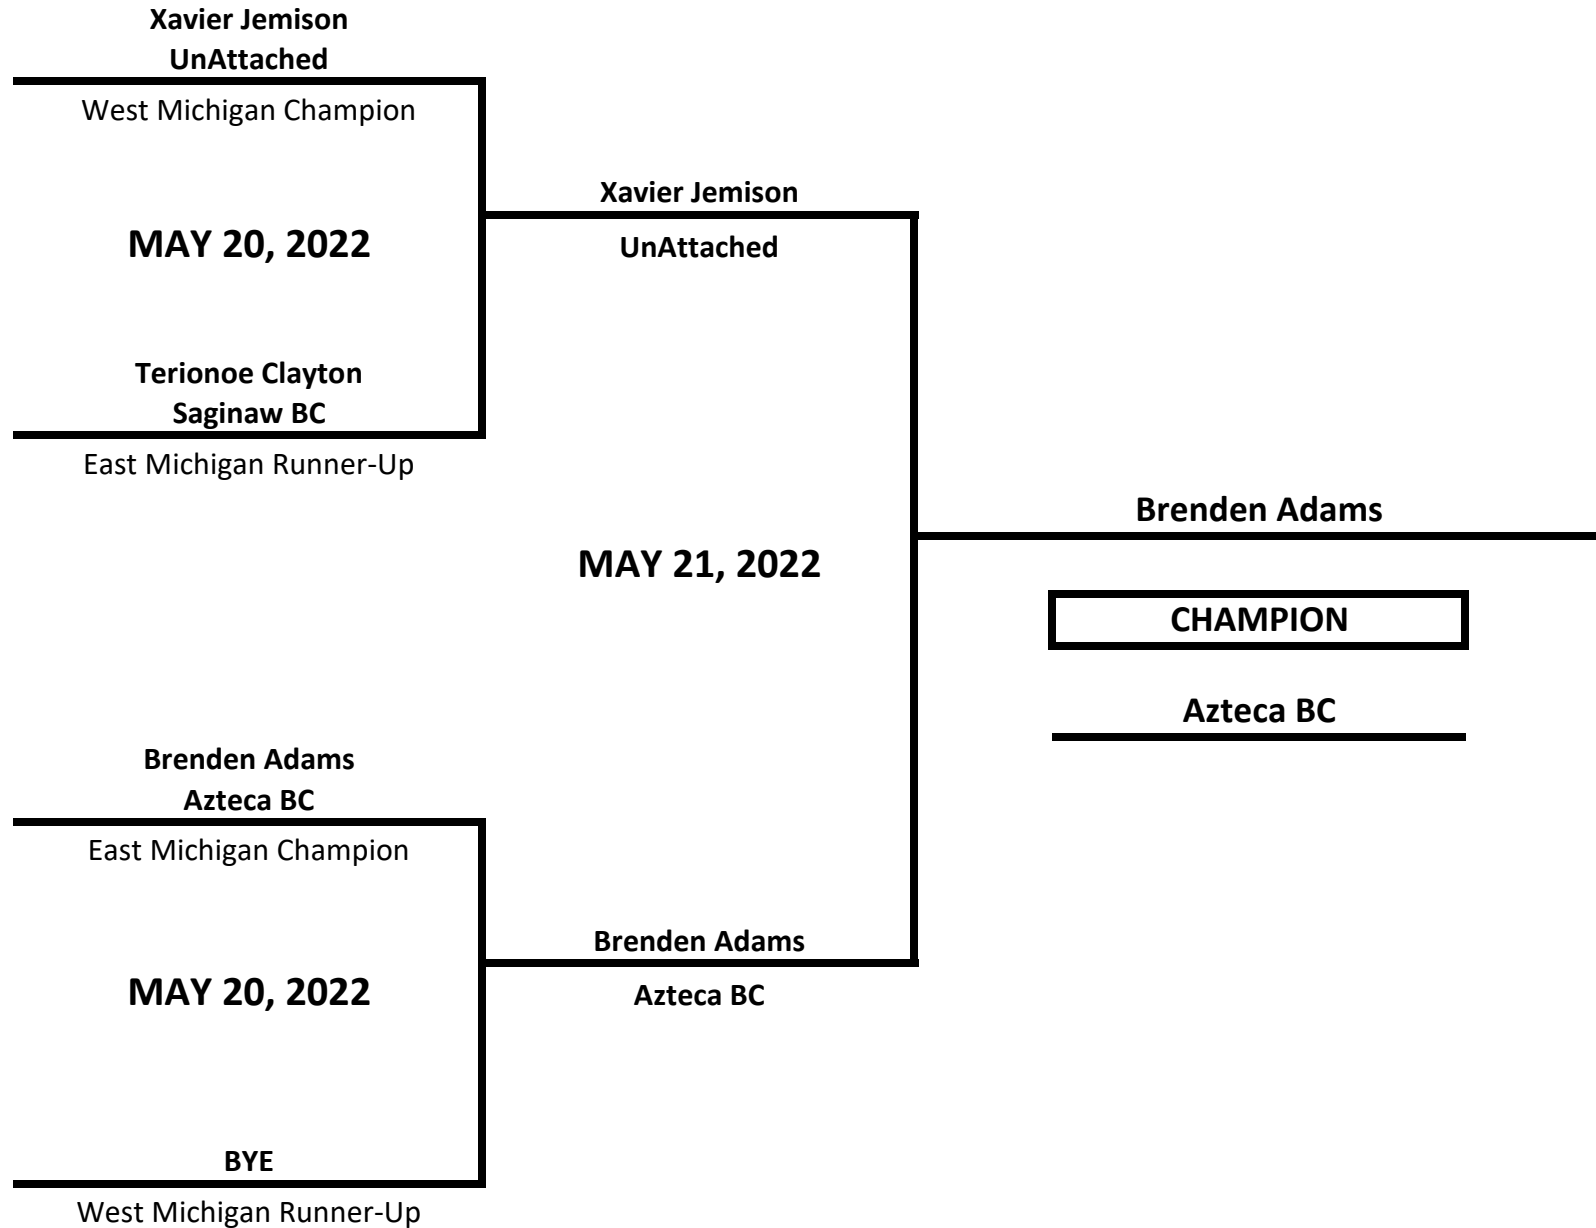 Xavier Jemison
UnAttached
West Michigan Champion
MAY 20, 2022
Terionoe Clayton
Saginaw BC
East Michigan Runner-Up
Xavier Jemison
UnAttached
MAY 21, 2022
Brenden Adams
CHAMPION
Azteca BC
Brenden Adams
Azteca BC
East Michigan Champion
MAY 20, 2022
BYE
West Michigan Runner-Up
Brenden Adams
Azteca BC